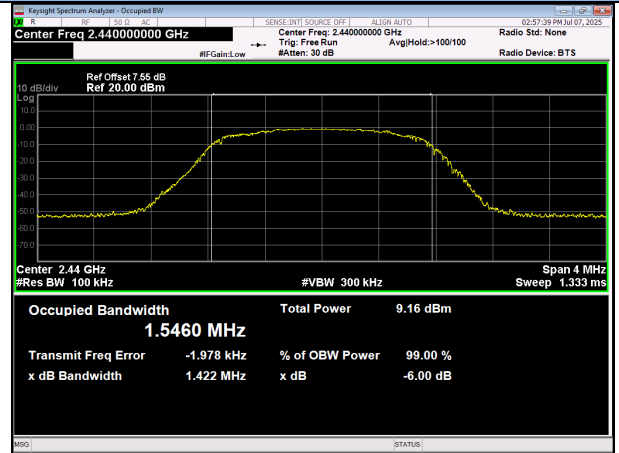 Keysight Spectrum Analyzer - Occupied BW
R RF 50 Ω AC SENSE:INT SOURCE OFF ALIGN AUTO 02:57:39 PM Jul 07, 2025
Center Freq 2.440000000 GHz Center Freq: 2.440000000 GHz Radio Std: None
Trig: Free Run Avg|Hold:>100/100
#IFGain:Low #Atten: 30 dB Radio Device: BTS
Ref Offset 7.55 dB
10 dB/div Ref 20.00 dBm
Log
10.0
0.00
-10.0
-20.0
-30.0
-40.0
-50.0
-60.0
-70.0
Center 2.44 GHz Span 4 MHz
#Res BW 100 kHz #VBW 300 kHz Sweep 1.333 ms
Occupied Bandwidth Total Power 9.16 dBm
1.5460 MHz
Transmit Freq Error -1.978 kHz % of OBW Power 99.00 %
x dB Bandwidth 1.422 MHz x dB -6.00 dB
MSG STATUS